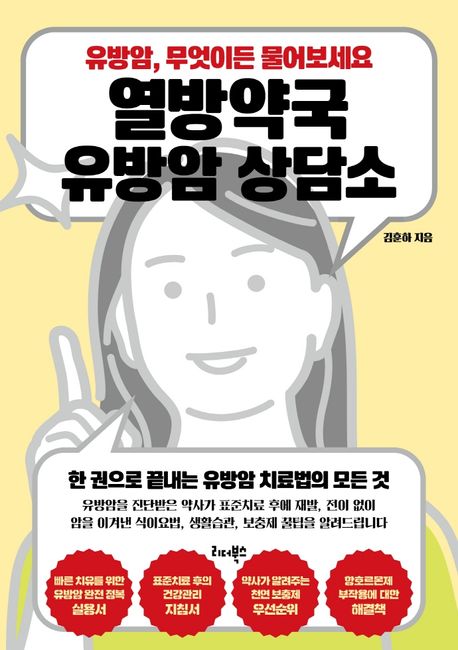 유방암, 무엇이든 물어보세요
열방약국
유방암 상담소
김훈하 지음
한 권으로 끝내는 유방암 치료법의 모든 것
유방암을 진단받은 약사가 표준치료 후에 재발, 전이 없이
암을 이겨낸 식이요법, 생활습관, 보충제 꿀팁을 알려드립니다
리더북스
빠른 치유를 위한
유방암 완전 정복
실용서
표준치료 후의
건강관리
지침서
약사가 알려주는
천연 보충제
우선순위
항호르몬제
부작용에 대한
해결책